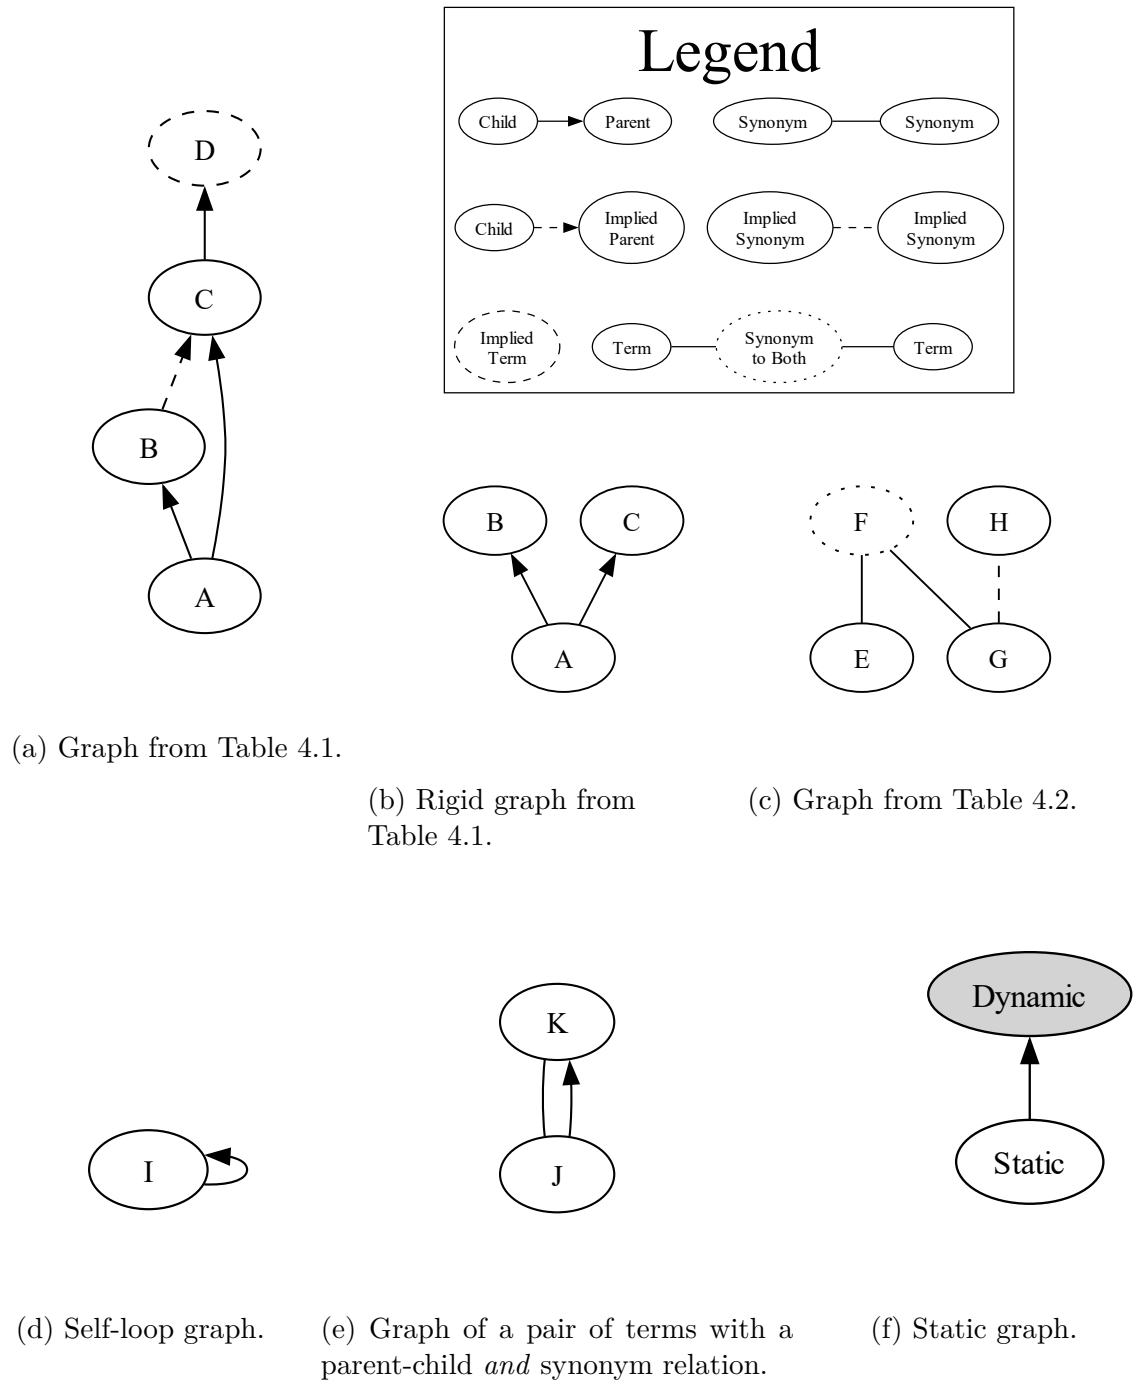 Legend
Child
Parent
Synonym
Synonym
Child
Implied
Parent
Implied
Synonym
Implied
Synonym
Implied
Term
Term
Synonym
to Both
Term
D
C
B
A
(a) Graph from Table 4.1.
B
C
A
(b) Rigid graph from
Table 4.1.
F
H
E
G
(c) Graph from Table 4.2.
I
(d) Self-loop graph.
K
J
(e) Graph of a pair of terms with a
parent-child and synonym relation.
Dynamic
Static
(f) Static graph.